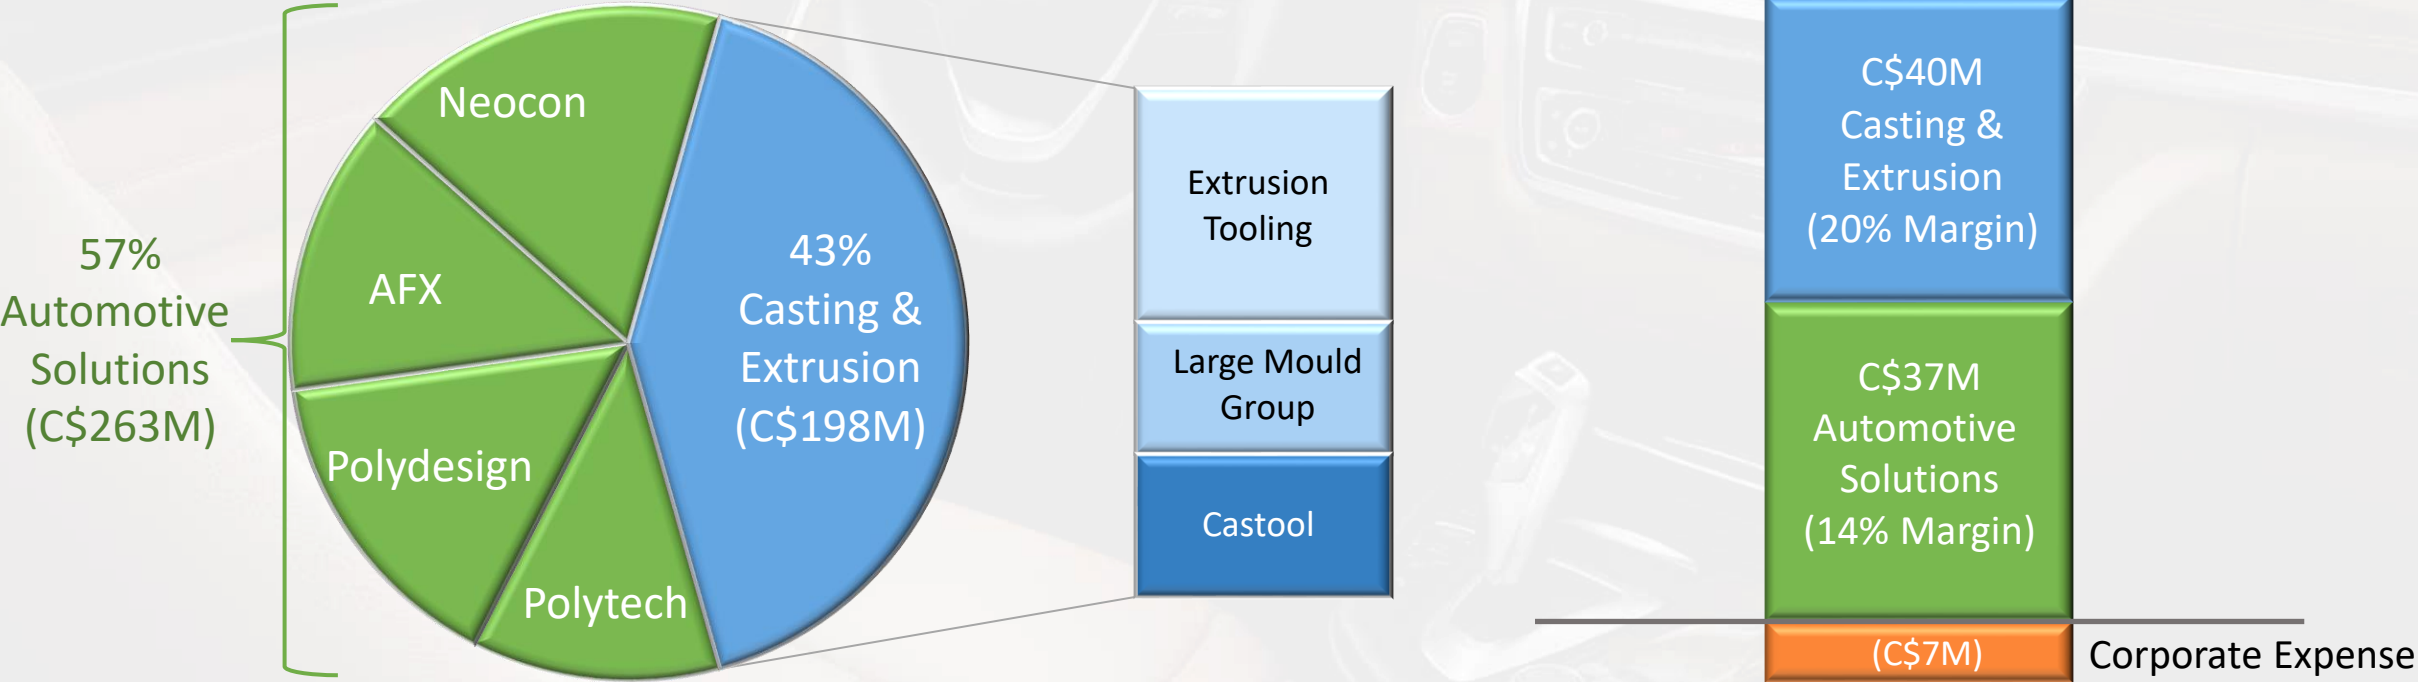 57%
Automotive
Solutions
(C$263M)
Neocon
AFX
Polydesign
Polytech
43%
Casting &
Extrusion
(C$198M)
Extrusion
Tooling
Large Mould
Group
Castool
C$40M
Casting &
Extrusion
(20% Margin)
C$37M
Automotive
Solutions
(14% Margin)
(C$7M)
Corporate Expense